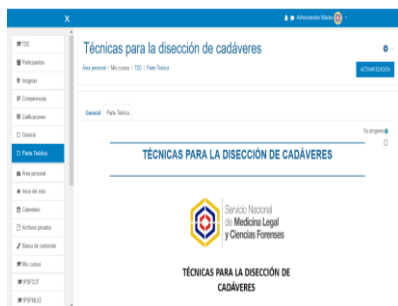 X
Administrador Máster
TDC
Participantes
Insignias
Competencias
Calificaciones
General
Parte Teórica
Área personal
Inicio del sitio
Calendario
Archivos privados
Banco de contenido
Mis cursos
Técnicas para la disección de cadáveres
Área personal / Mis cursos / TDC / Parte Teórica
ACTIVAR EDICIÓN
General Parte Teórica
Su progreso
TÉCNICAS PARA LA DISECCIÓN DE CADÁVERES
Servicio Nacional
de Medicina Legal
y Ciencias Forenses
TÉCNICAS PARA LA DISECCIÓN DE
CADÁVERES